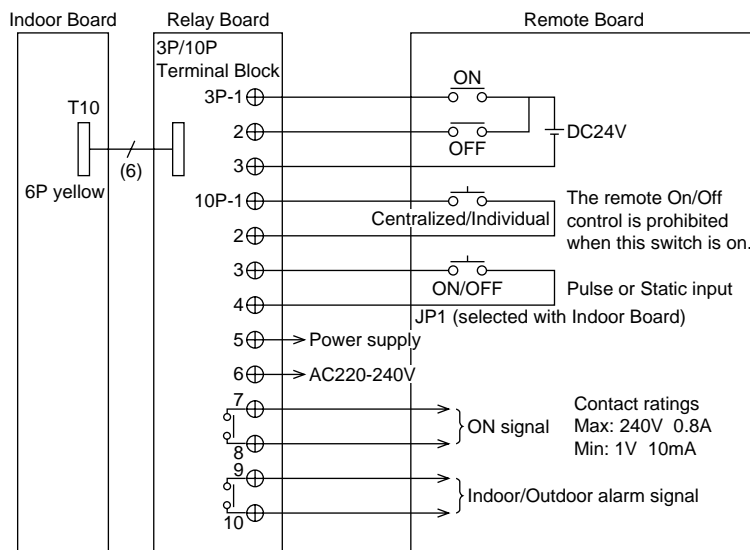 Indoor Board
Relay Board
Remote Board
3P/10P
Terminal Block
T10
(6)
6P yellow
3P-1
2
3
10P-1
2
3
4
5
6
7
8
9
10
ON
OFF
DC24V
Centralized/Individual
The remote On/Off
control is prohibited
when this switch is on.
ON/OFF
Pulse or Static input
JP1 (selected with Indoor Board)
Power supply
AC220-240V
ON signal
Contact ratings
Max: 240V 0.8A
Min: 1V 10mA
Indoor/Outdoor alarm signal